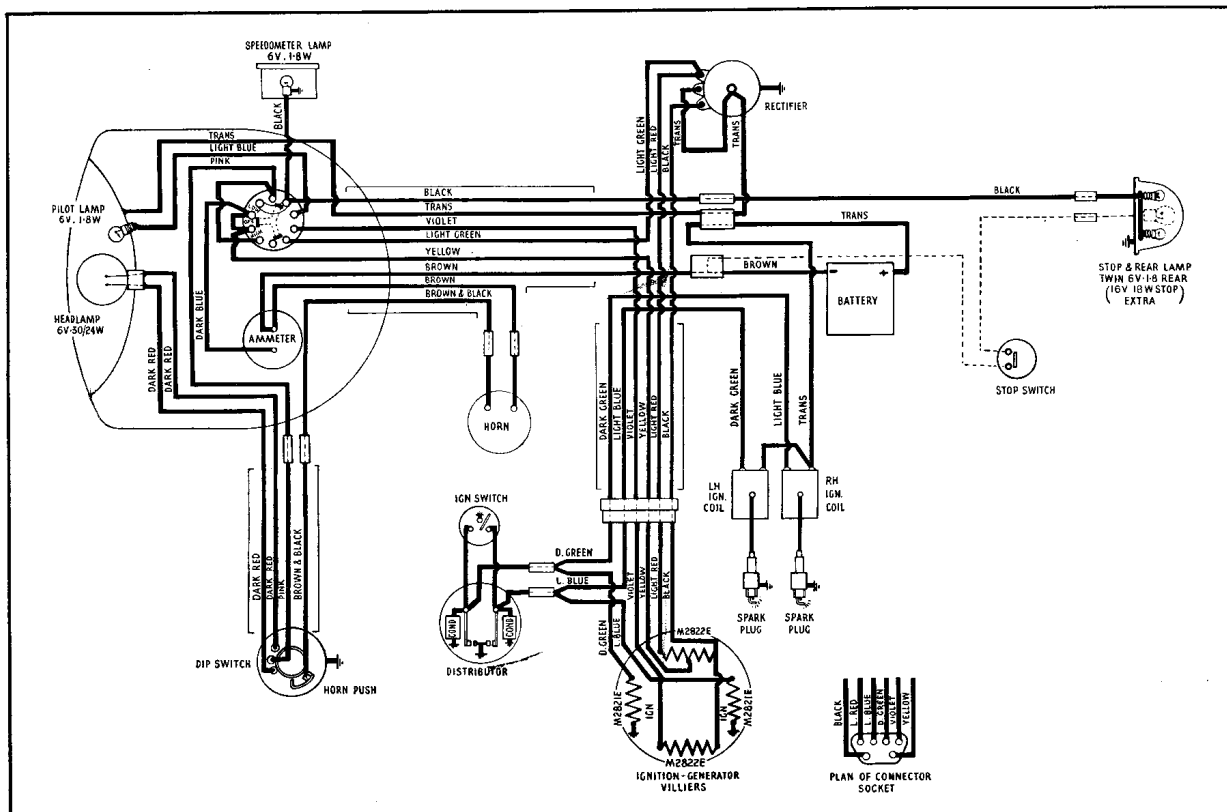 SPEEDOMETER LAMP
6V. 1·8W
BLACK
TRANS
LIGHT BLUE
PINK
PILOT LAMP
6V. 1·8W
HEADLAMP
6V·30/24W
DARK BLUE
AMMETER
DARK RED
DARK RED
BLACK
TRANS
VIOLET
LIGHT GREEN
YELLOW
BROWN
BROWN
BROWN & BLACK
LIGHT GREEN
LIGHT RED
BLACK
TRANS
TRANS
RECTIFIER
BLACK
TRANS
BROWN
BATTERY
- +
STOP & REAR LAMP
TWIN 6V·1·8 REAR
(16V 18W STOP)
EXTRA
STOP SWITCH
HORN
DARK GREEN
LIGHT BLUE
VIOLET
YELLOW
LIGHT RED
BLACK
DARK GREEN
LIGHT BLUE
TRANS
LH
IGN.
COIL
RH
IGN.
COIL
SPARK
PLUG
SPARK
PLUG
IGN SWITCH
D. GREEN
L. BLUE
COND
COND
DISTRIBUTOR
DARK RED
DARK RED
PINK
BROWN & BLACK
DIP SWITCH
HORN PUSH
VIOLET
YELLOW
LIGHT RED
BLACK
D. GREEN
L. BLUE
M2822E
M2821E
IGN
IGN
M2821E
M2822E
IGNITION-GENERATOR
VILLIERS
BLACK
L. RED
L. BLUE
D. GREEN
VIOLET
YELLOW
PLAN OF CONNECTOR
SOCKET